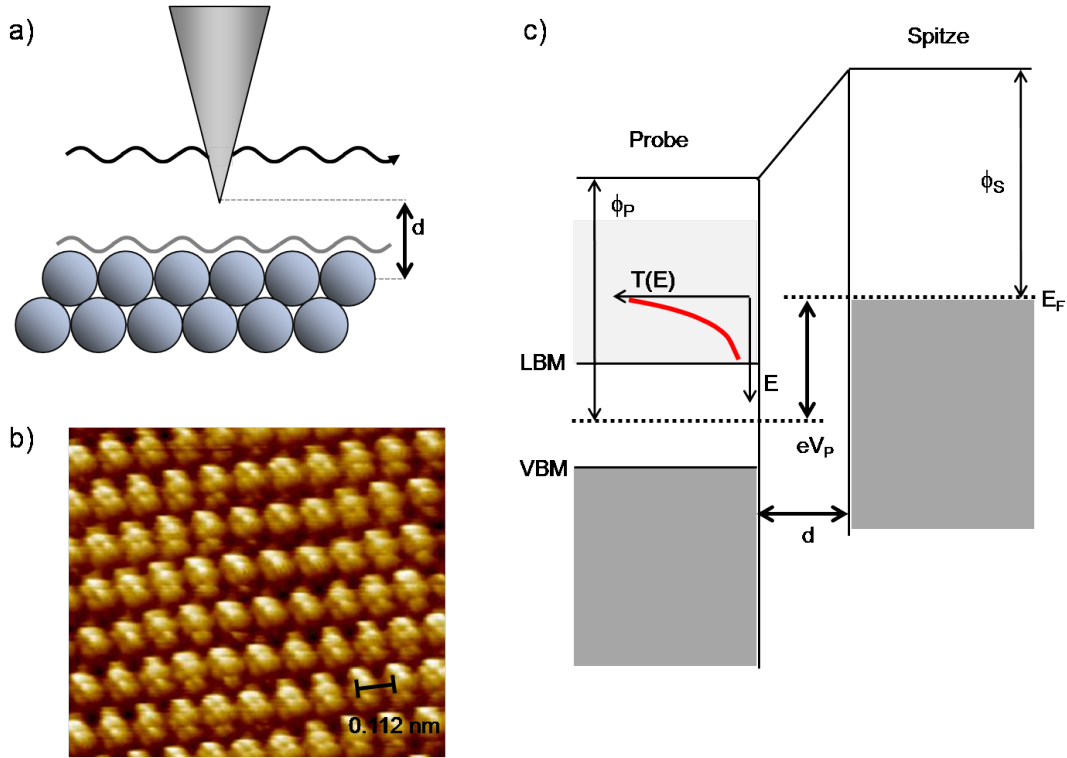 a)
d
b)
0.112 nm
c)
Spitze
Probe
ϕP
ϕS
T(E)
EF
LBM
E
eVP
VBM
d